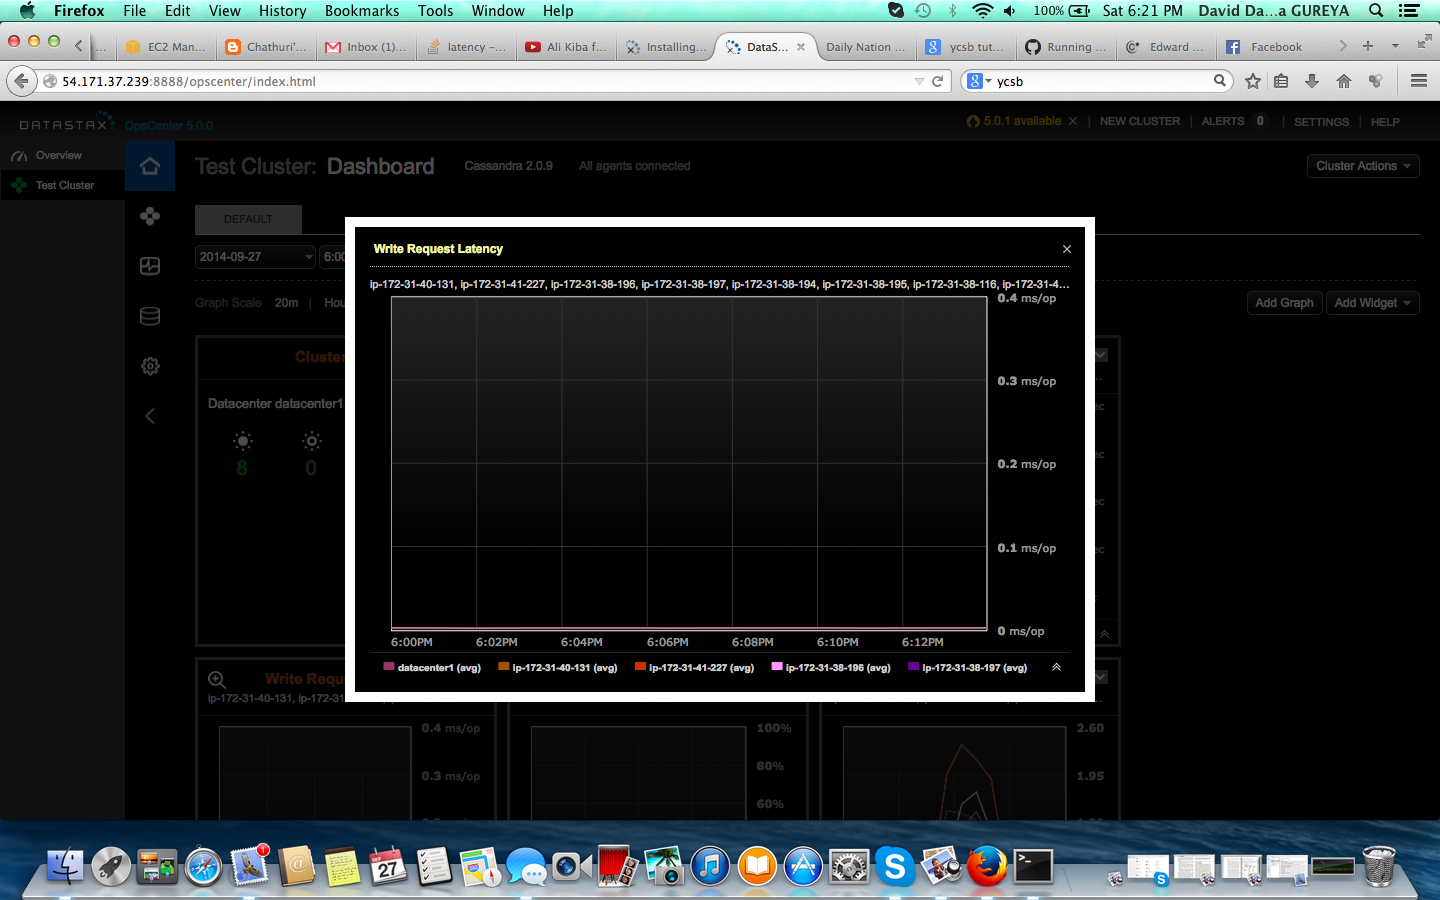 Firefox File Edit View History Bookmarks Tools Window Help 100% Sat 6:21 PM David Da...a GUREYA
... EC2 Man... Chathuri'... Inbox (1)... latency –... Ali Kiba f... Installing... DataS... Daily Nation ... ycsb tut... Running ... Edward ... Facebook
54.171.37.239:8888/opscenter/index.html ycsb
DATASTAX OpsCenter 5.0.0 5.0.1 available NEW CLUSTER ALERTS 0 SETTINGS HELP
Overview
Test Cluster
Test Cluster: Dashboard Cassandra 2.0.9 All agents connected Cluster Actions
DEFAULT
2014-09-27 6:00
Graph Scale 20m Hou
Add Graph Add Widget
Cluster
Datacenter datacenter1
8 0
Write Request Latency
ip-172-31-40-131, ip-172-31-41-227, ip-172-31-38-196, ip-172-31-38-197, ip-172-31-38-194, ip-172-31-38-195, ip-172-31-38-116, ip-172-31-4...
0.4 ms/op
0.3 ms/op
0.2 ms/op
0.1 ms/op
0 ms/op
6:00PM 6:02PM 6:04PM 6:06PM 6:08PM 6:10PM 6:12PM
datacenter1 (avg) ip-172-31-40-131 (avg) ip-172-31-41-227 (avg) ip-172-31-38-196 (avg) ip-172-31-38-197 (avg)
ec
ec
ec
ec
Write Requ
ip-172-31-40-131, ip-172-31-
0.4 ms/op
0.3 ms/op
100%
80%
60%
2.60
1.95
SEP
27
1